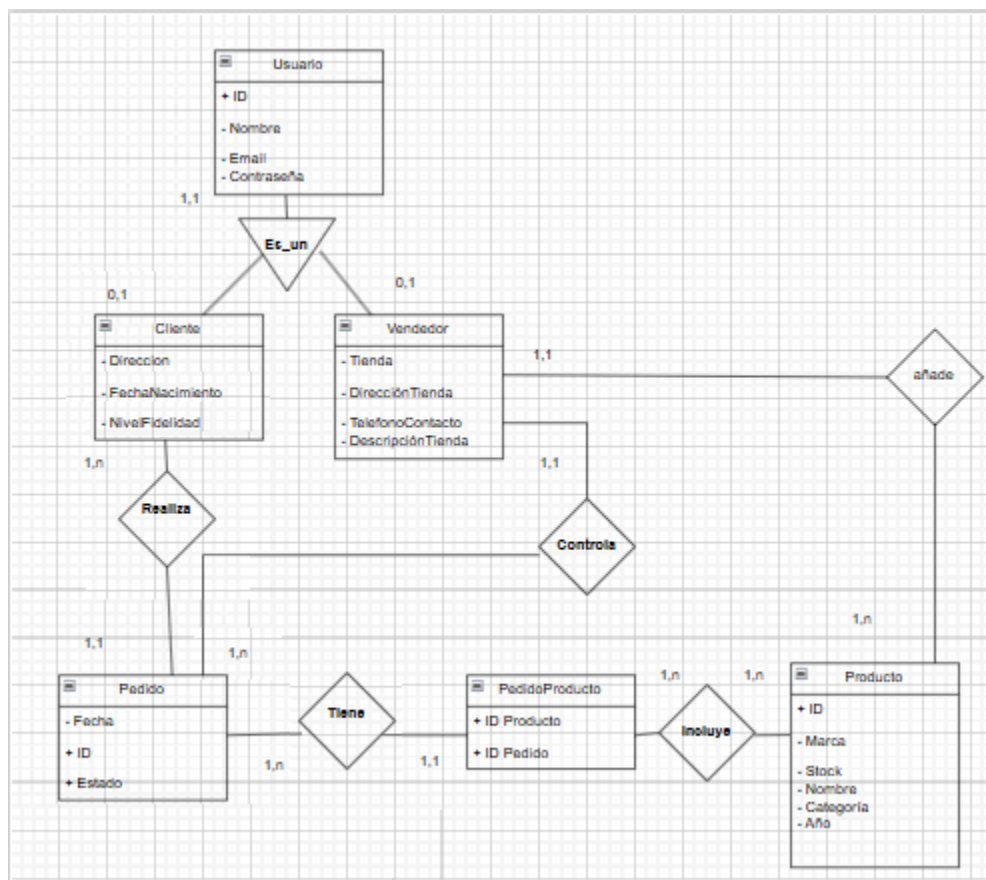 Usuario
+ ID
- Nombre
- Email
- Contraseña
1,1
Es_un
0,1
0,1
Cliente
- Direccion
- FechaNacimiento
- NivelFidelidad
Vendedor
- Tienda
- DirecciónTienda
- TelefonoContacto
- DescripciónTienda
1,1
añade
1,n
Realiza
1,1
1,1
Controla
1,n
1,n
Pedido
- Fecha
+ ID
+ Estado
Tiene
1,n
1,1
PedidoProducto
+ ID Producto
+ ID Pedido
1,n
Incluye
1,n
Producto
+ ID
- Marca
- Stock
- Nombre
- Categoría
- Año